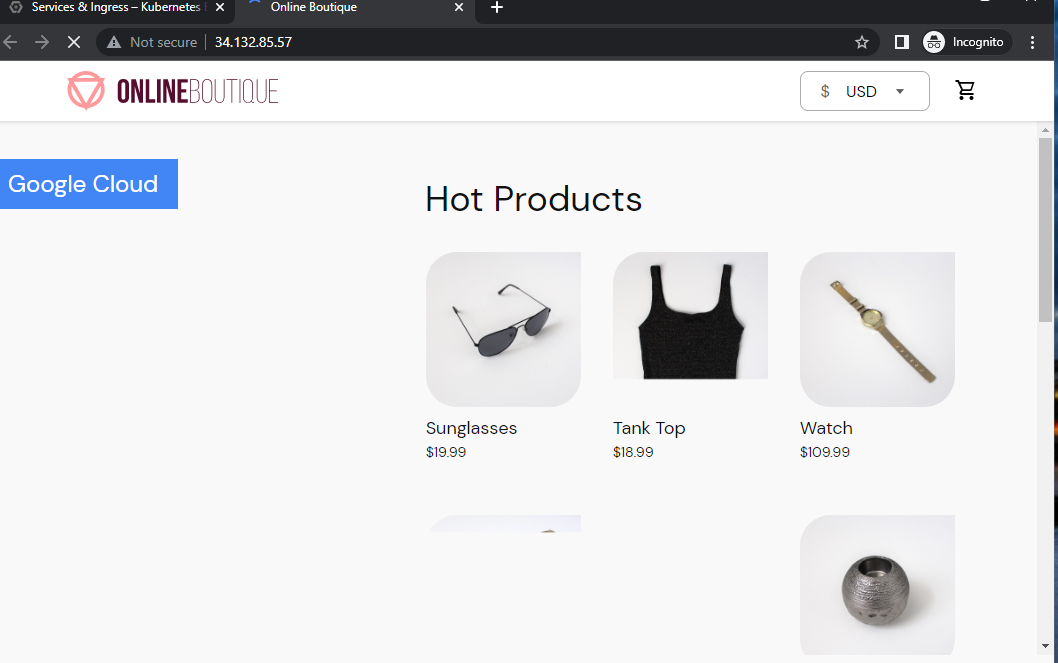 Services & Ingress – Kubernetes
Online Boutique
Not secure
34.132.85.57
Incognito
ONLINEBOUTIQUE
$ USD
Google Cloud
Hot Products
Sunglasses
$19.99
Tank Top
$18.99
Watch
$109.99